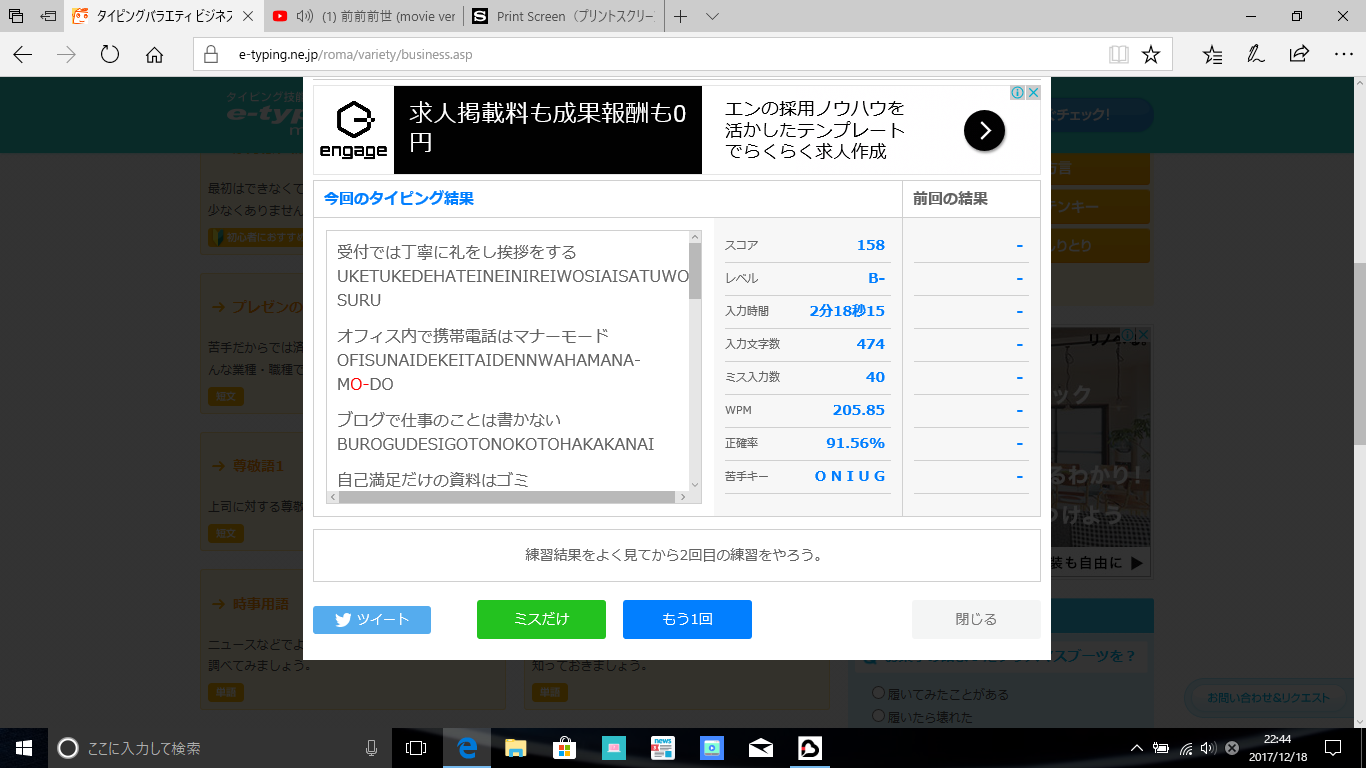 タイピングバラエティ ビジネス
(1) 前前前世 (movie ver
Print Screen（プリントスクリー
e-typing.ne.jp/roma/variety/business.asp
engage
求人掲載料も成果報酬も0
円
エンの採用ノウハウを
活かしたテンプレート
でらくらく求人作成
チェック!
今回のタイピング結果
前回の結果
受付では丁寧に礼をし挨拶をする
UKETUKEDEHATEINEINIREIWOSIAISATUWO
SURU
オフィス内で携帯電話はマナーモード
OFISUNAIDEKEITAIDENNWAHAMANA-
MO-DO
ブログで仕事のことは書かない
BUROGUDESIGOTONOKOTOHAKAKANAI
自己満足だけの資料はゴミ
スコア 158 -
レベル B- -
入力時間 2分18秒15 -
入力文字数 474 -
ミス入力数 40 -
WPM 205.85 -
正確率 91.56% -
苦手キー O N I U G -
練習結果をよく見てから2回目の練習をやろう。
ツイート
ミスだけ
もう1回
閉じる
最初はできなくて
少なくありません
初心者におすす
→ プレゼンの
苦手だからでは済
んな業種・職種で
短文
→ 尊敬語1
上司に対する尊敬
短文
→ 時事用語
ニュースなどでよ
調べてみましょう。
単語
知っておきましょう。
単語
方言
テンキー
しりとり
るわかり!
つけよう
装も自由に ▶
履いてみたことがある
履いたら壊れた
お問い合わせ&リクエスト
ここに入力して検索
22:44
2017/12/18